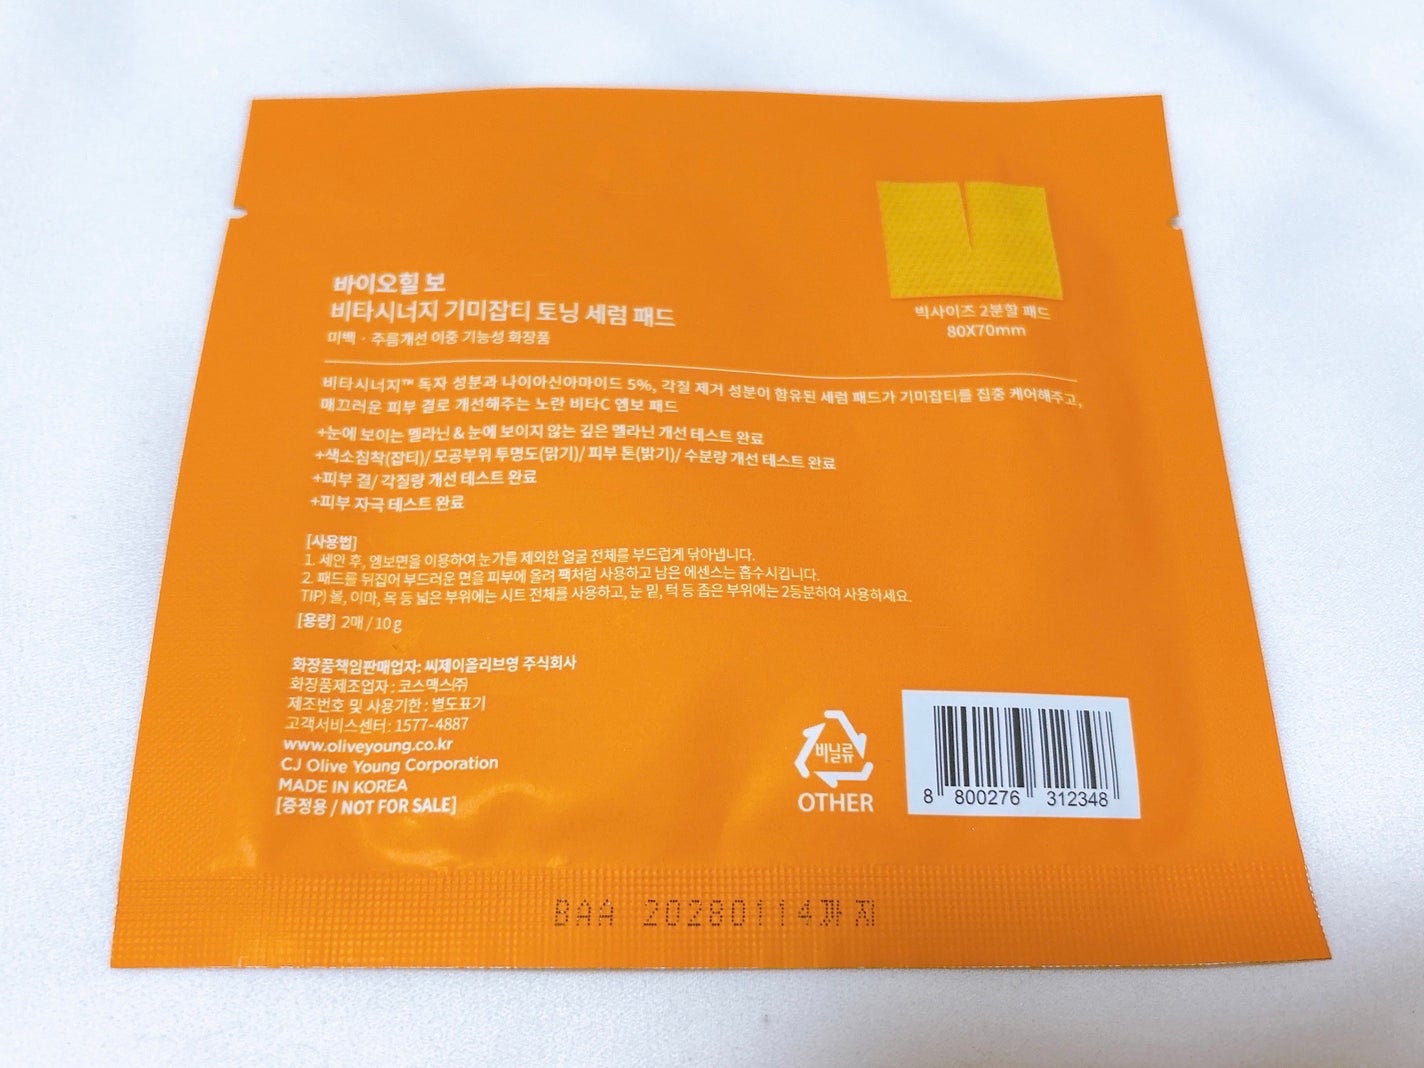 빅사이즈 2분할 패드
80X70mm
바이오힐 보
비타시너지 기미잡티 토닝 세럼 패드
미백 · 주름개선 이중 기능성 화장품
비타시너지™ 독자 성분과 나이아신아마이드 5%, 각질 제거 성분이 함유된 세럼 패드가 기미잡티를 집중 케어해주고,
매끄러운 피부 결로 개선해주는 노란 비타C 엠보 패드
+눈에 보이는 멜라닌 & 눈에 보이지 않는 깊은 멜라닌 개선 테스트 완료
+색소침착(잡티)/ 모공부위 투명도(맑기)/ 피부 톤(밝기)/ 수분량 개선 테스트 완료
+피부 결/ 각질량 개선 테스트 완료
+피부 자극 테스트 완료
[사용법]
1. 세안 후, 엠보면을 이용하여 눈가를 제외한 얼굴 전체를 부드럽게 닦아냅니다.
2. 패드를 뒤집어 부드러운 면을 피부에 올려 팩처럼 사용하고 남은 에센스는 흡수시킵니다.
TIP) 볼, 이마, 목 등 넓은 부위에는 시트 전체를 사용하고, 눈 밑, 턱 등 좁은 부위에는 2등분하여 사용하세요.
[용량] 2매 / 10 g
화장품책임판매업자: 씨제이올리브영 주식회사
화장품제조업자 : 코스맥스㈜
제조번호 및 사용기한 : 별도표기
고객서비스센터: 1577-4887
www.oliveyoung.co.kr
CJ Olive Young Corporation
MADE IN KOREA
[증정용 / NOT FOR SALE]
비닐류
OTHER
8 800276 312348
BAA 20280114까지